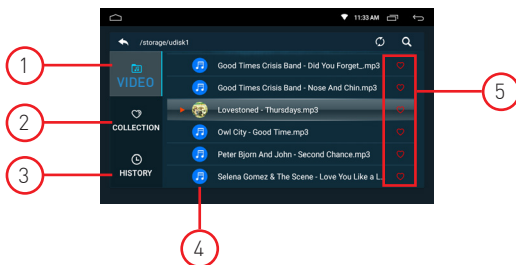 11:33 AM
/storage/udisk1
1
VIDEO
Good Times Crisis Band - Did You Forget_.mp3
Good Times Crisis Band - Nose And Chin.mp3
5
2
COLLECTION
Lovestoned - Thursdays.mp3
Owl City - Good Time.mp3
3
HISTORY
Peter Bjorn And John - Second Chance.mp3
Selena Gomez & The Scene - Love You Like a L..
4